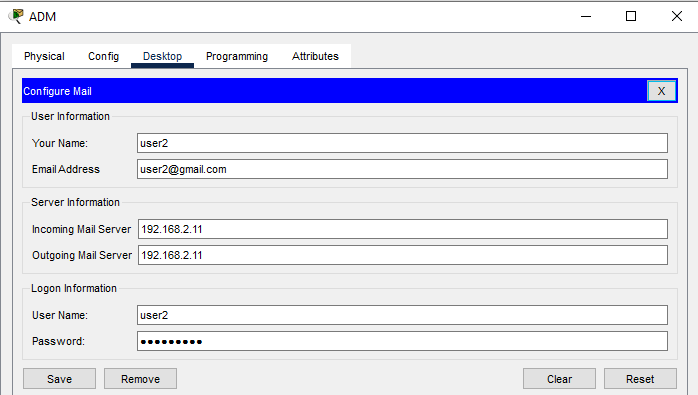 ADM
Physical Config Desktop Programming Attributes
Configure Mail X
User Information
Your Name: user2
Email Address user2@gmail.com
Server Information
Incoming Mail Server 192.168.2.11
Outgoing Mail Server 192.168.2.11
Logon Information
User Name: user2
Password: •••••••••
Save Remove Clear Reset